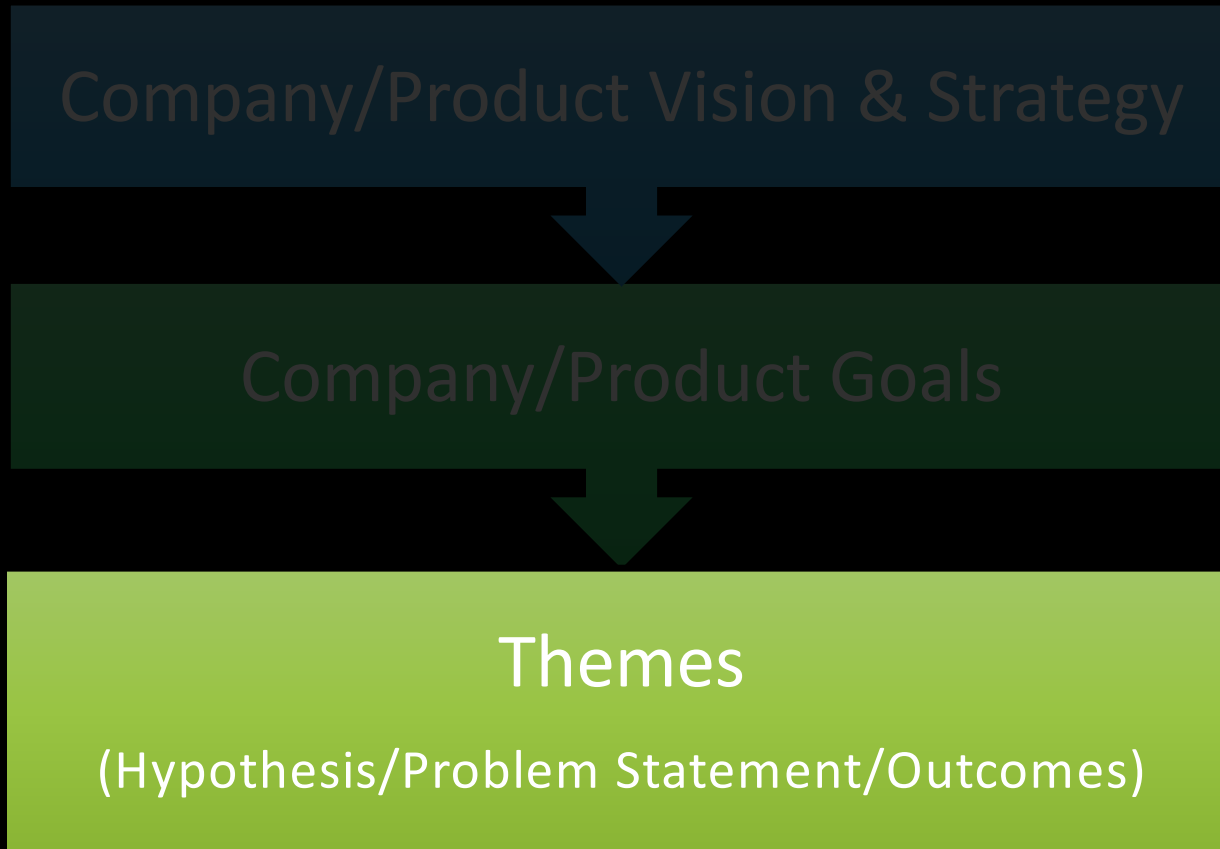 Company/Product Vision & Strategy
Company/Product Goals
Themes
(Hypothesis/Problem Statement/Outcomes)